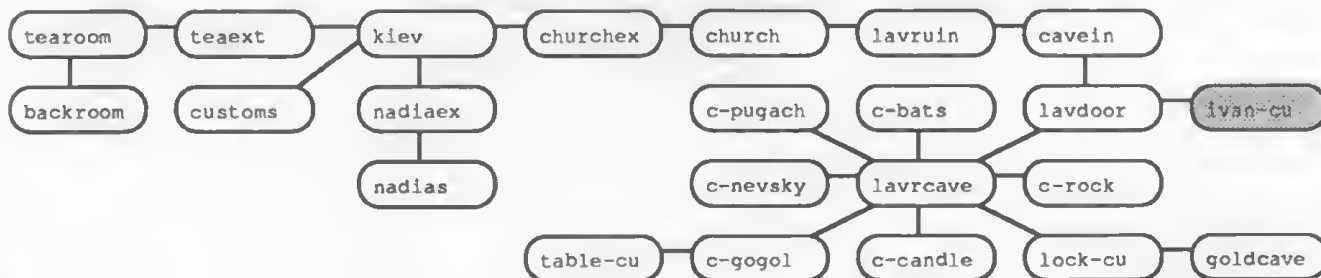 tearoom teaext kiev churchex church lavruin cavein
backroom customs nadiaex c-pugach c-bats lavdoor ivan-cu
nadias c-nevsky lavrcave c-rock
table-cu c-gogol c-candle lock-cu goldcave